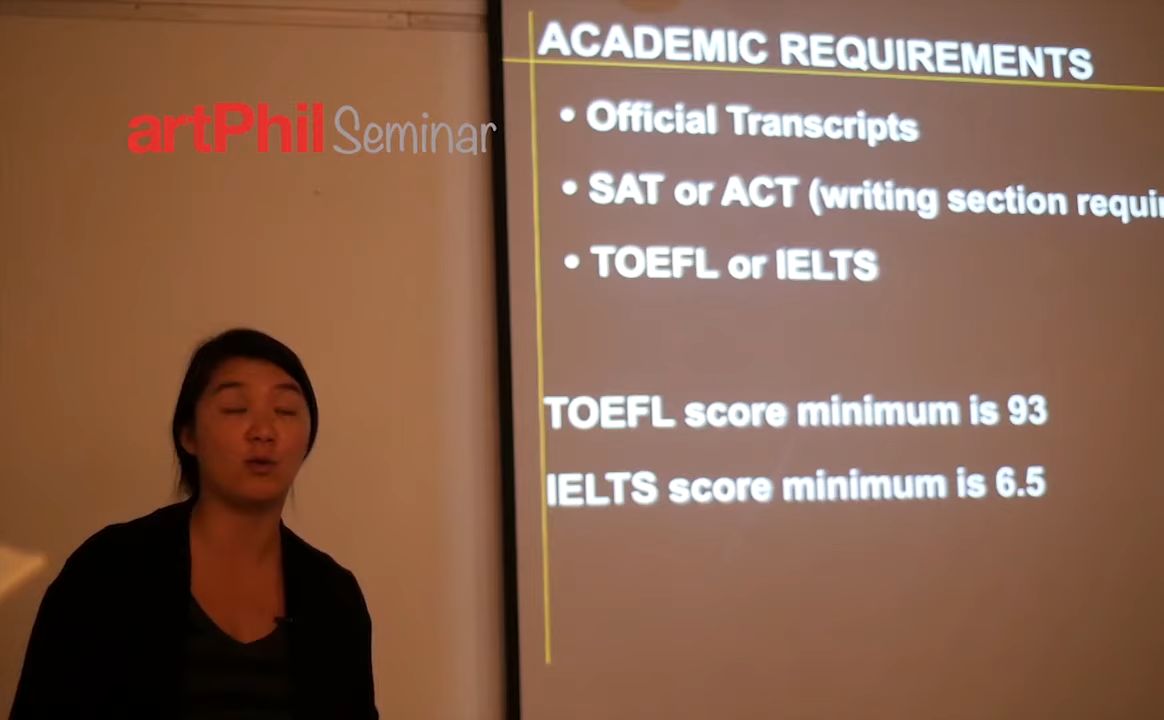 artPhil Seminar
ACADEMIC REQUIREMENTS
• Official Transcripts
• SAT or ACT (writing section
• TOEFL or IELTS
TOEFL score minimum is 93
IELTS score minimum is 6.5